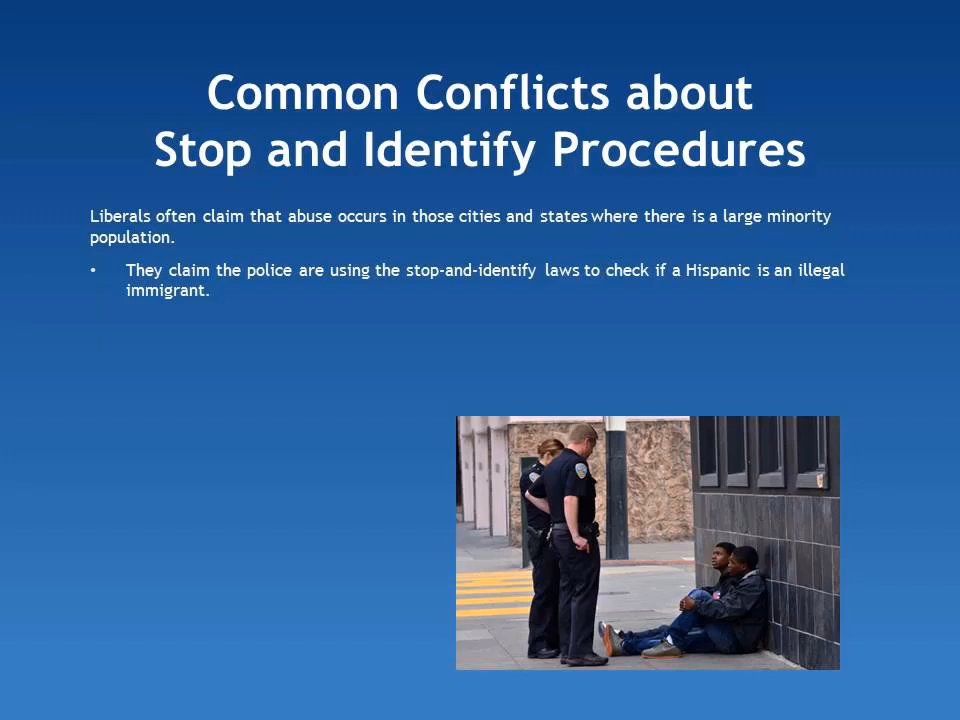 Common Conflicts about
Stop and Identify Procedures
Liberals often claim that abuse occurs in those cities and states where there is a large minority
population.
• They claim the police are using the stop-and-identify laws to check if a Hispanic is an illegal
immigrant.